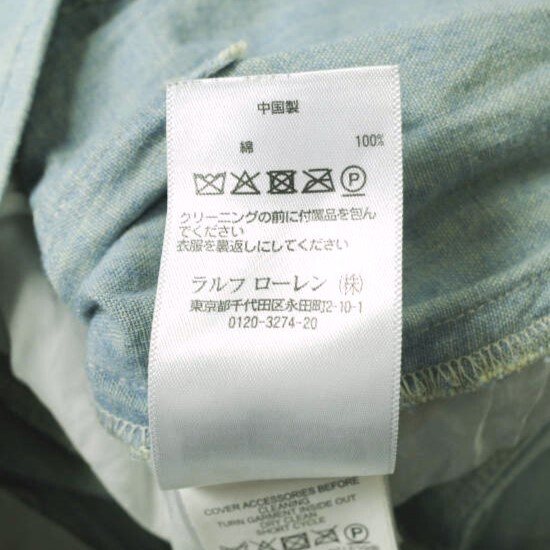 中国製
綿 100%
P
クリーニングの前に付属品を包ん
でください
衣服を裏返しにしてください
ラルフ ローレン (株)
東京都千代田区永田町2-10-1
0120-3274-20
COVER ACCESSORIES BEFORE
CLEANING
TURN GARMENT INSIDE OUT
DRY CLEAN
SHORT CYCLE
P